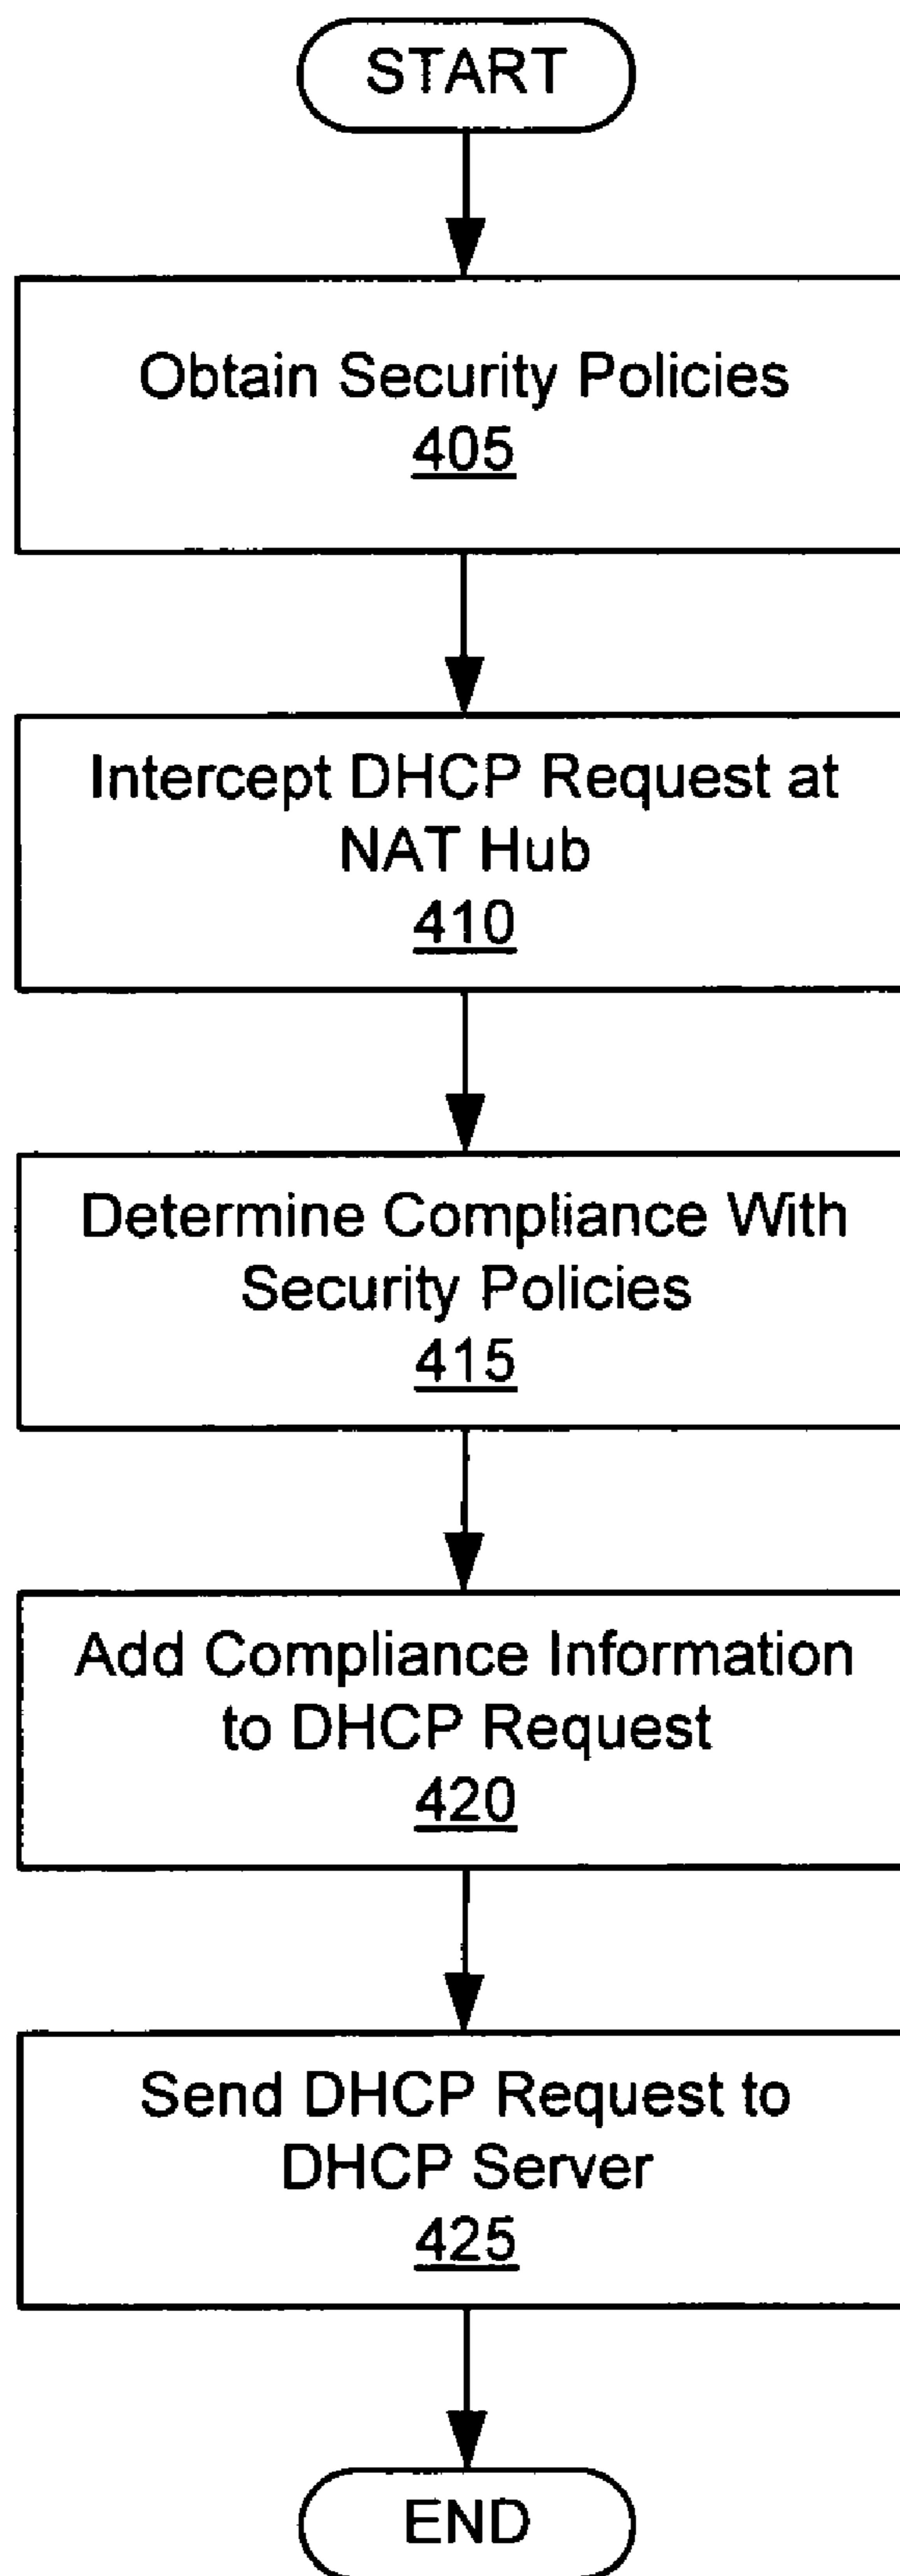 START
Obtain Security Policies
405
Intercept DHCP Request at
NAT Hub
410
Determine Compliance With
Security Policies
415
Add Compliance Information
to DHCP Request
420
Send DHCP Request to
DHCP Server
425
END